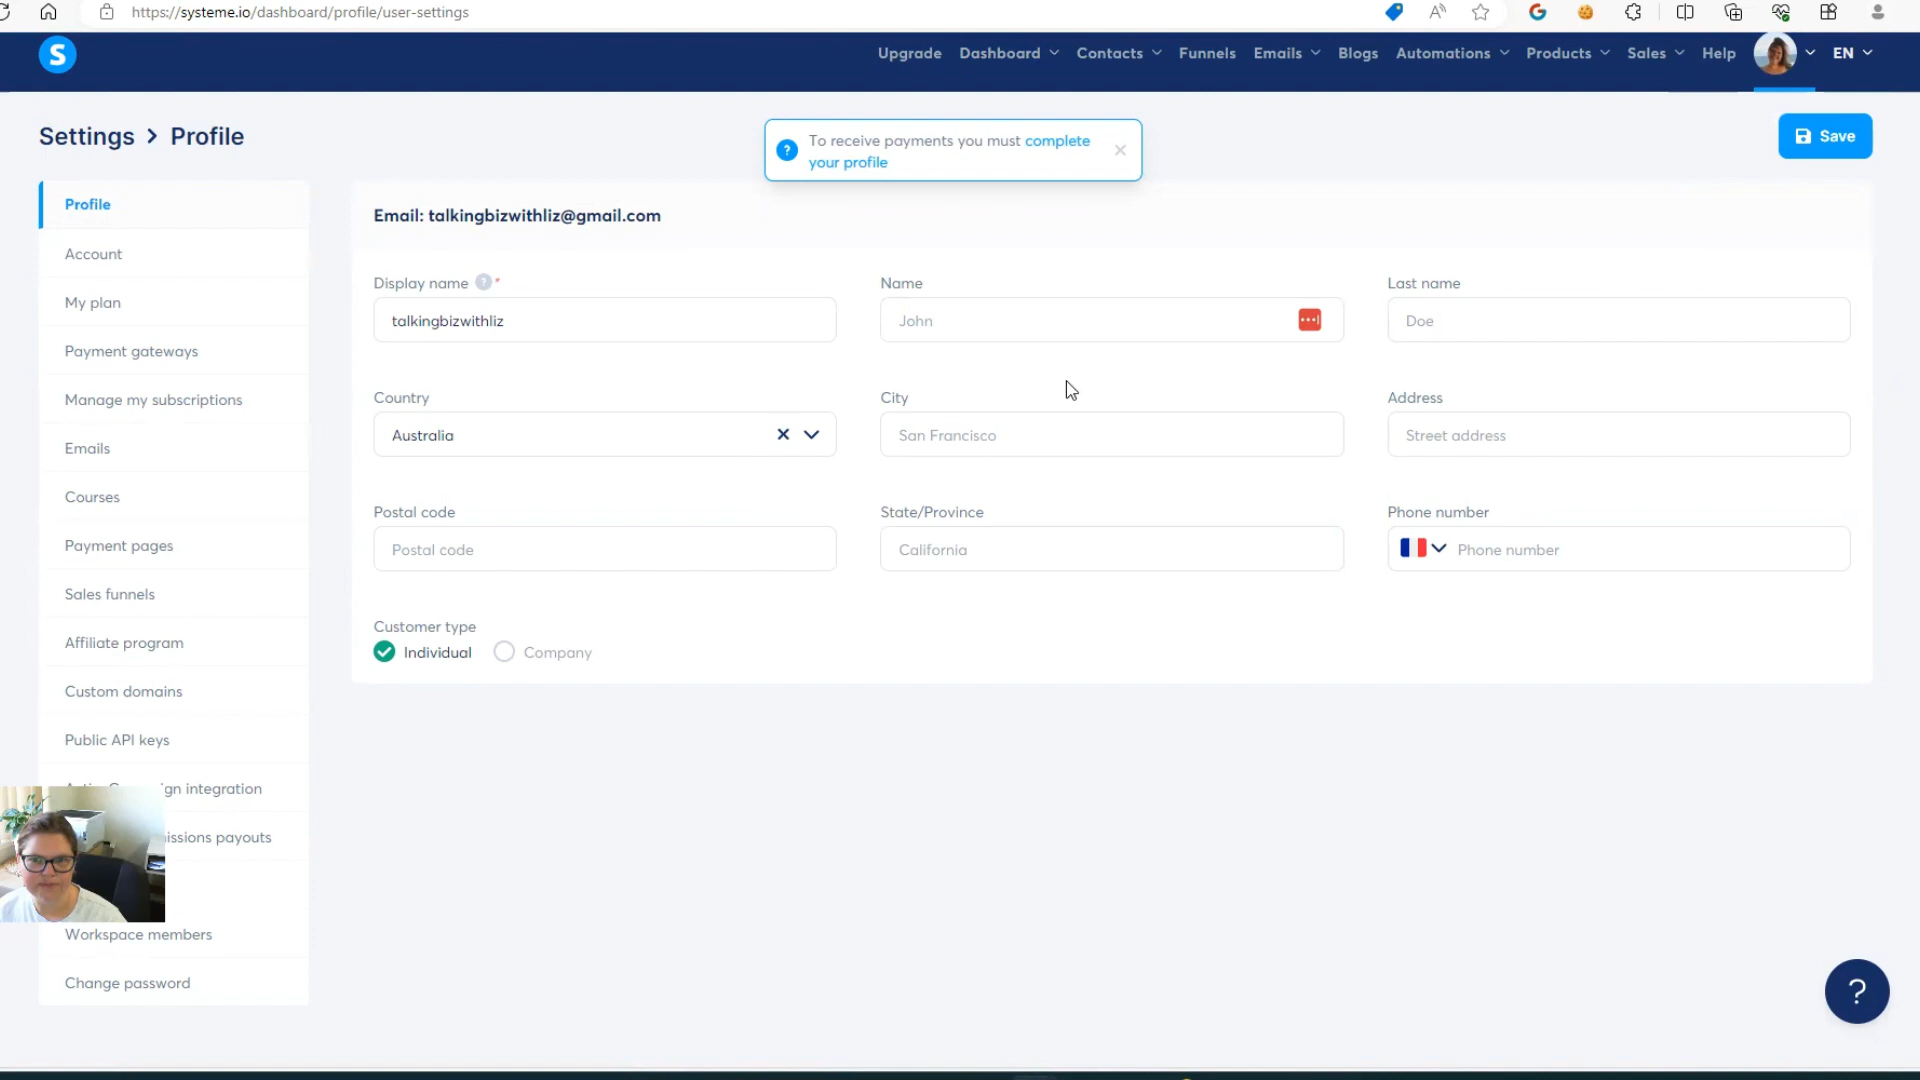 https://systeme.io/dashboard/profile/user-settings
S
Upgrade Dashboard Contacts Funnels Emails Blogs Automations Products Sales Help EN
Settings > Profile
To receive payments you must complete
your profile
Save
Profile
Account
My plan
Payment gateways
Manage my subscriptions
Emails
Courses
Payment pages
Sales funnels
Affiliate program
Custom domains
Public API keys
integration
payouts
Workspace members
Change password
Email: talkingbizwithliz@gmail.com
Display name ? * Name Last name
talkingbizwithliz John Doe
Country City Address
Australia San Francisco Street address
Postal code State/Province Phone number
Postal code California Phone number
Customer type
Individual Company
?